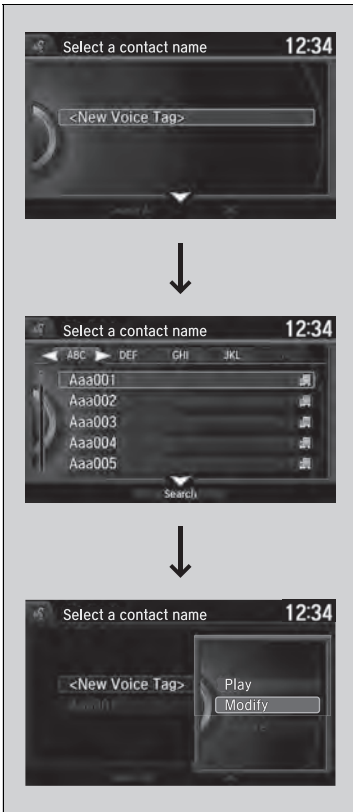 Select a contact name 12:34
<New Voice Tag>
Select a contact name 12:34
ABC DEF GHI JKL
Aaa001
Aaa002
Aaa003
Aaa004
Aaa005
Search
Select a contact name 12:34
<New Voice Tag>
Play
Modify